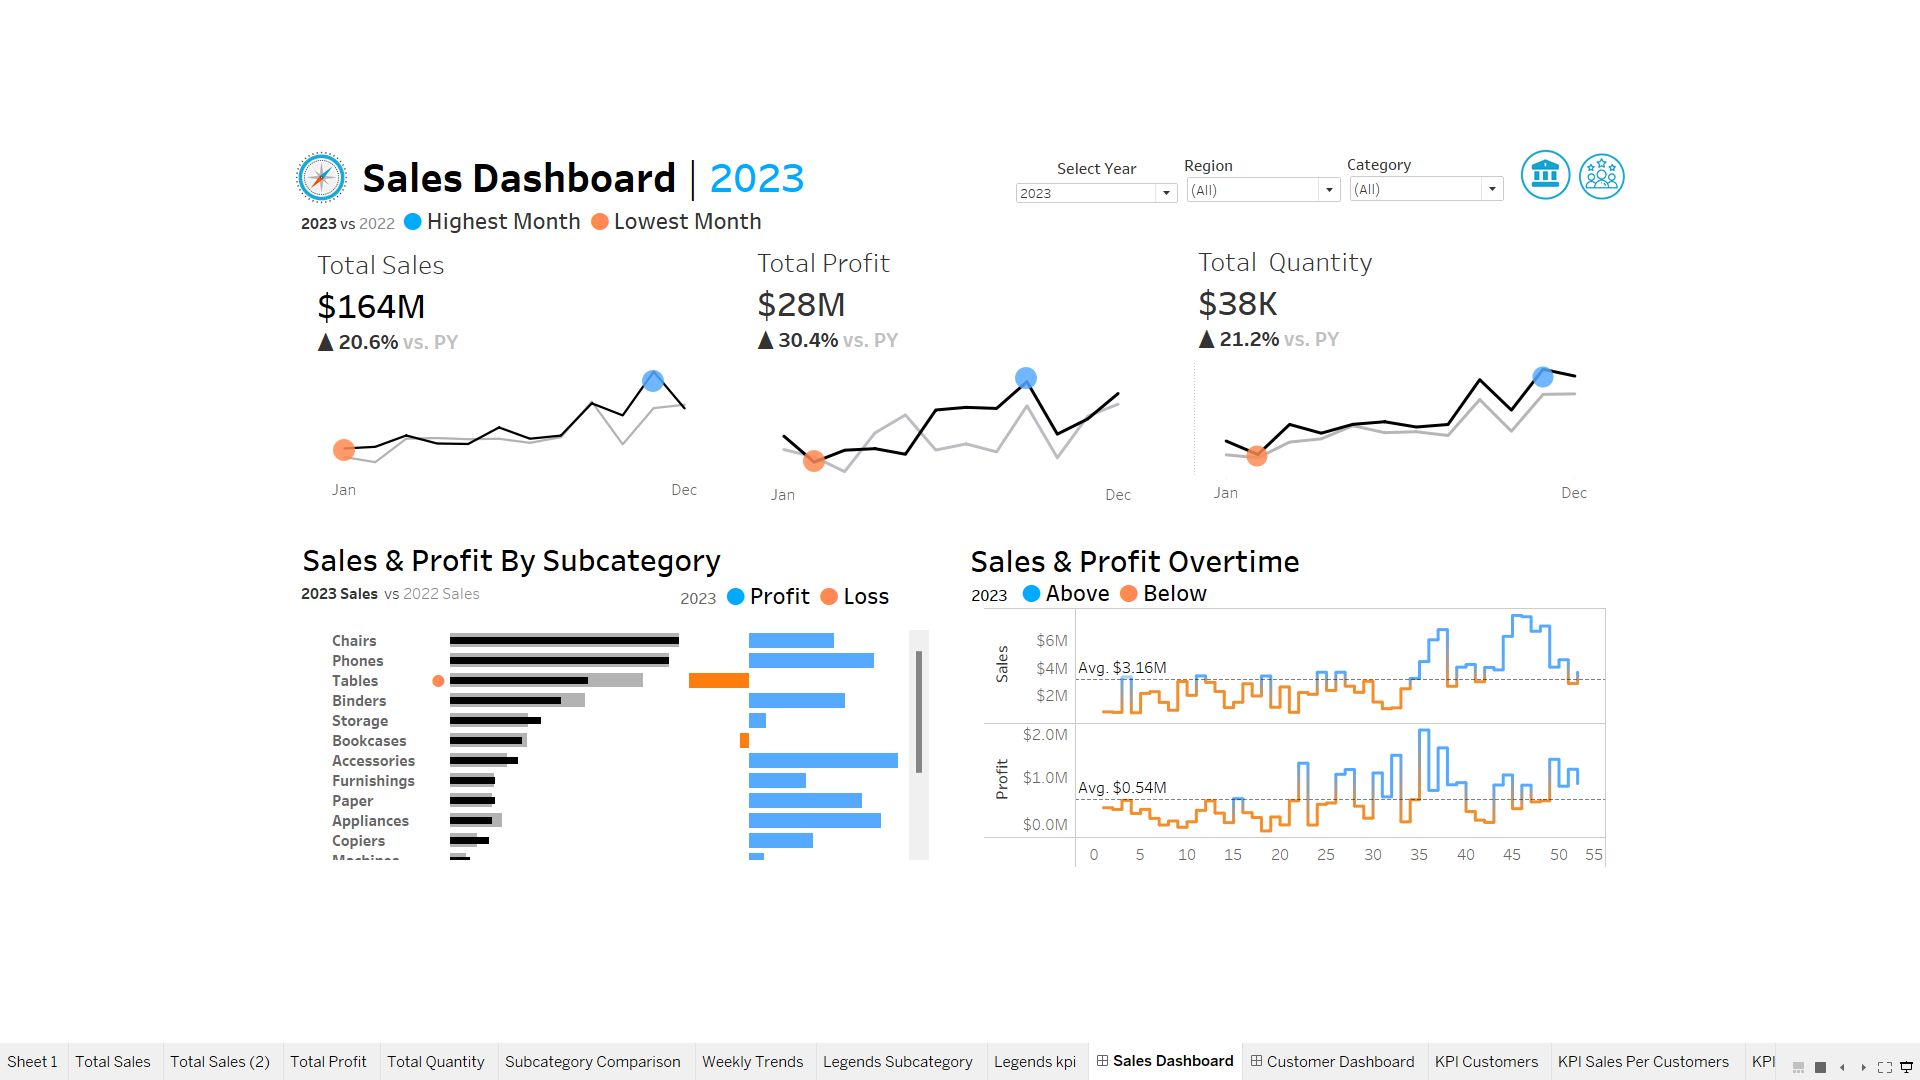 Sales Dashboard | 2023
Select Year
2023
Region
(All)
Category
(All)
2023 vs 2022 Highest Month Lowest Month
Total Sales
$164M
▲ 20.6% vs. PY
Jan Dec
Total Profit
$28M
▲ 30.4% vs. PY
Jan Dec
Total Quantity
$38K
▲ 21.2% vs. PY
Jan Dec
Sales & Profit By Subcategory
2023 Sales vs 2022 Sales
2023 Profit Loss
Chairs
Phones
Tables
Binders
Storage
Bookcases
Accessories
Furnishings
Paper
Appliances
Copiers
Machines
Sales & Profit Overtime
2023 Above Below
Sales
$6M
$4M
$2M
Avg. $3.16M
Profit
$2.0M
$1.0M
$0.0M
Avg. $0.54M
0 5 10 15 20 25 30 35 40 45 50 55
Sheet 1 Total Sales Total Sales (2) Total Profit Total Quantity Subcategory Comparison Weekly Trends Legends Subcategory Legends kpi Sales Dashboard Customer Dashboard KPI Customers KPI Sales Per Customers KPI